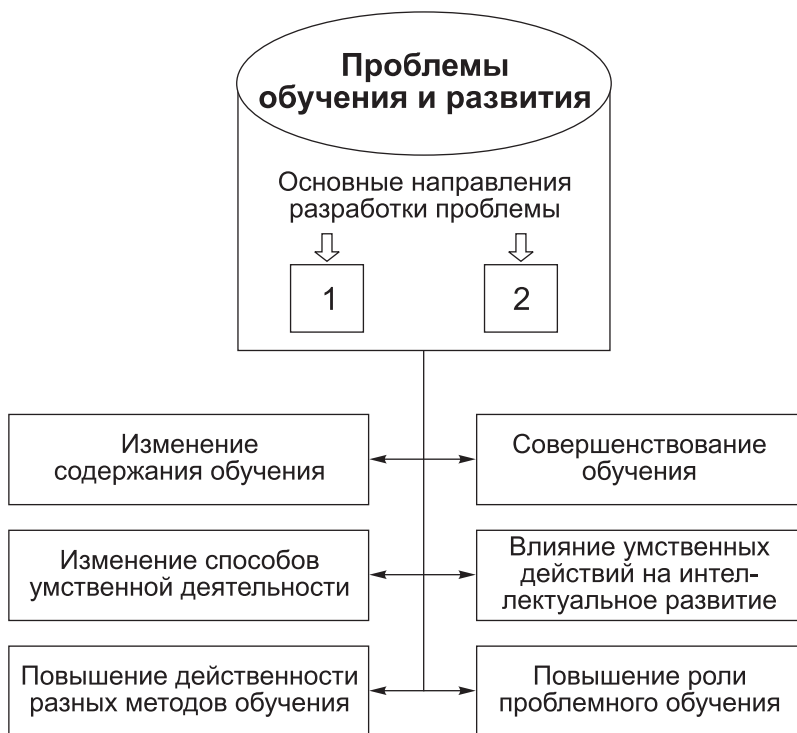 Проблемы
обучения и развития
Основные направления
разработки проблемы
1
2
Изменение
содержания обучения
Совершенствование
обучения
Изменение способов
умственной деятельности
Влияние умственных
действий на интел-
лектуальное развитие
Повышение действенности
разных методов обучения
Повышение роли
проблемного обучения